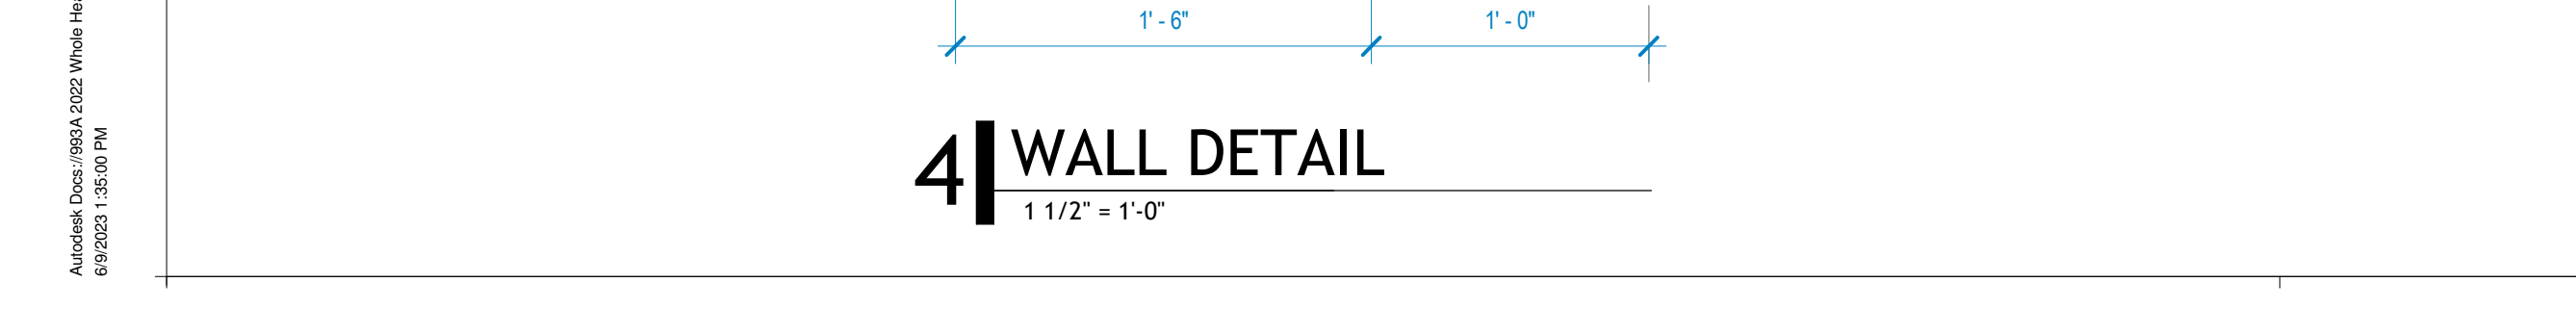 1' - 6"
1' - 0"
4
WALL DETAIL
1 1/2" = 1'-0"
Autodesk Docs://993A 2022 Whole
6/9/2023 1:35:00 PM